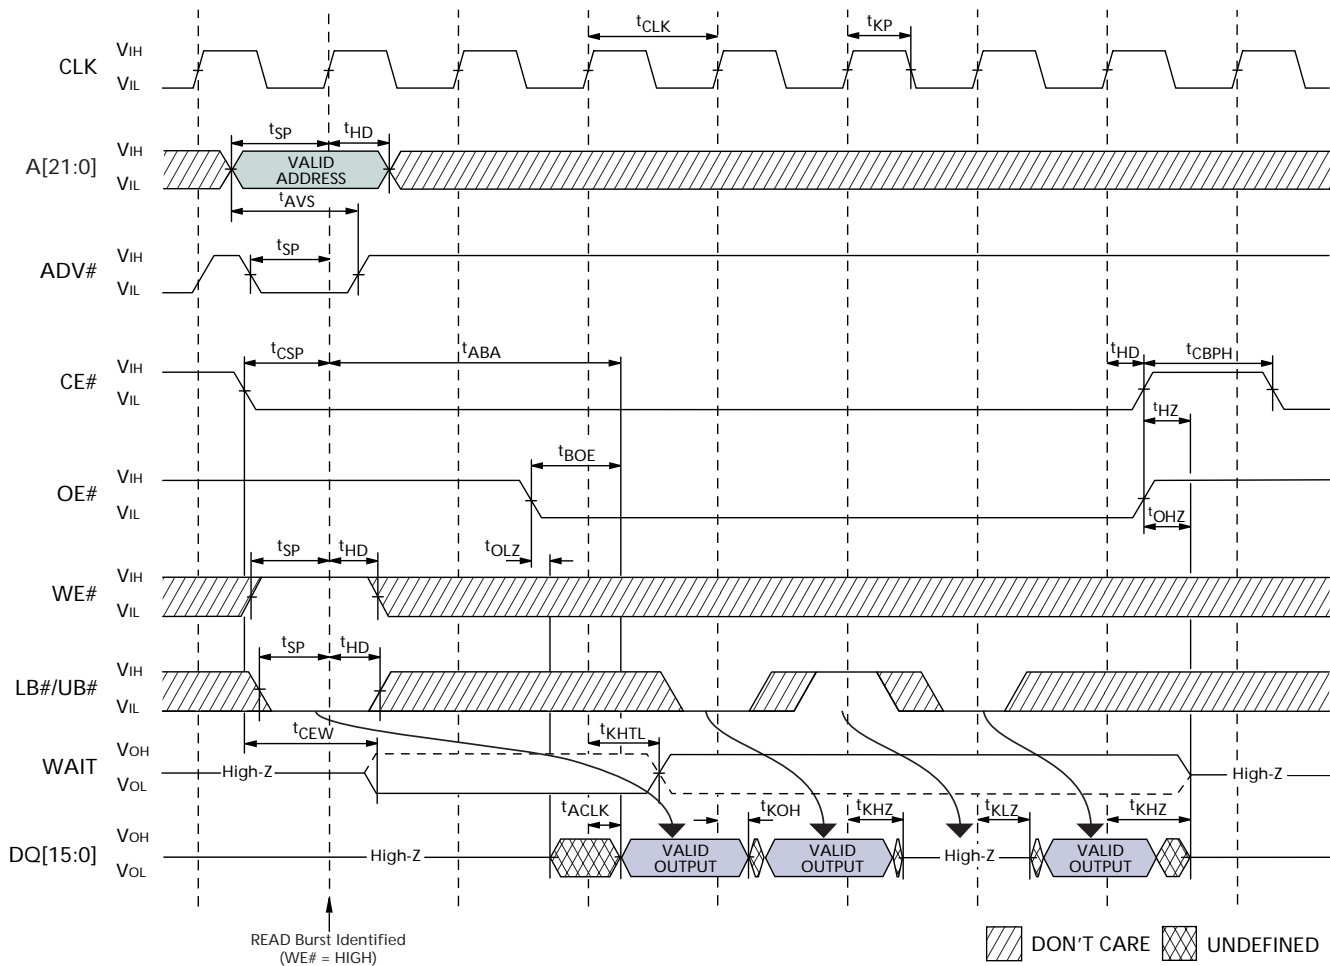 tCLK
tKP
CLK
VIH
VIL
tSP
tHD
A[21:0]
VIH
VIL
VALID
ADDRESS
tAVS
tSP
ADV#
VIH
VIL
tCSP
tABA
tHD
tCBPH
CE#
VIH
VIL
tHZ
tBOE
OE#
VIH
VIL
tOHZ
tOLZ
tSP
tHD
WE#
VIH
VIL
tSP
tHD
LB#/UB#
VIH
VIL
tCEW
tKHTL
WAIT
VOH
VOL
High-Z
High-Z
tACLK
tKOH
tKHZ
tKLZ
tKHZ
DQ[15:0]
VOH
VOL
High-Z
VALID
OUTPUT
VALID
OUTPUT
High-Z
VALID
OUTPUT
READ Burst Identified
(WE# = HIGH)
DON'T CARE
UNDEFINED